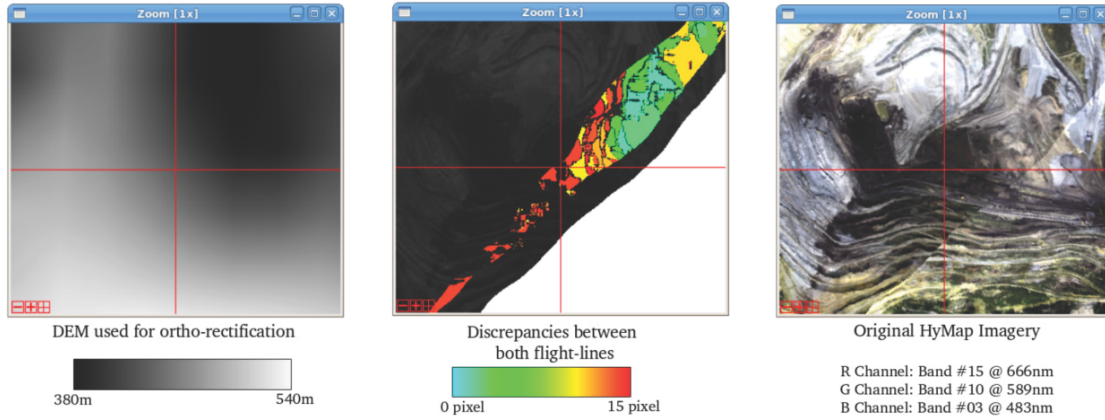 Zoom [1x]
Zoom [1x]
Zoom [1x]
DEM used for ortho-rectification
380m
540m
Discrepancies between
both flight-lines
0 pixel
15 pixel
Original HyMap Imagery
R Channel: Band #15 @ 666nm
G Channel: Band #10 @ 589nm
B Channel: Band #03 @ 483nm